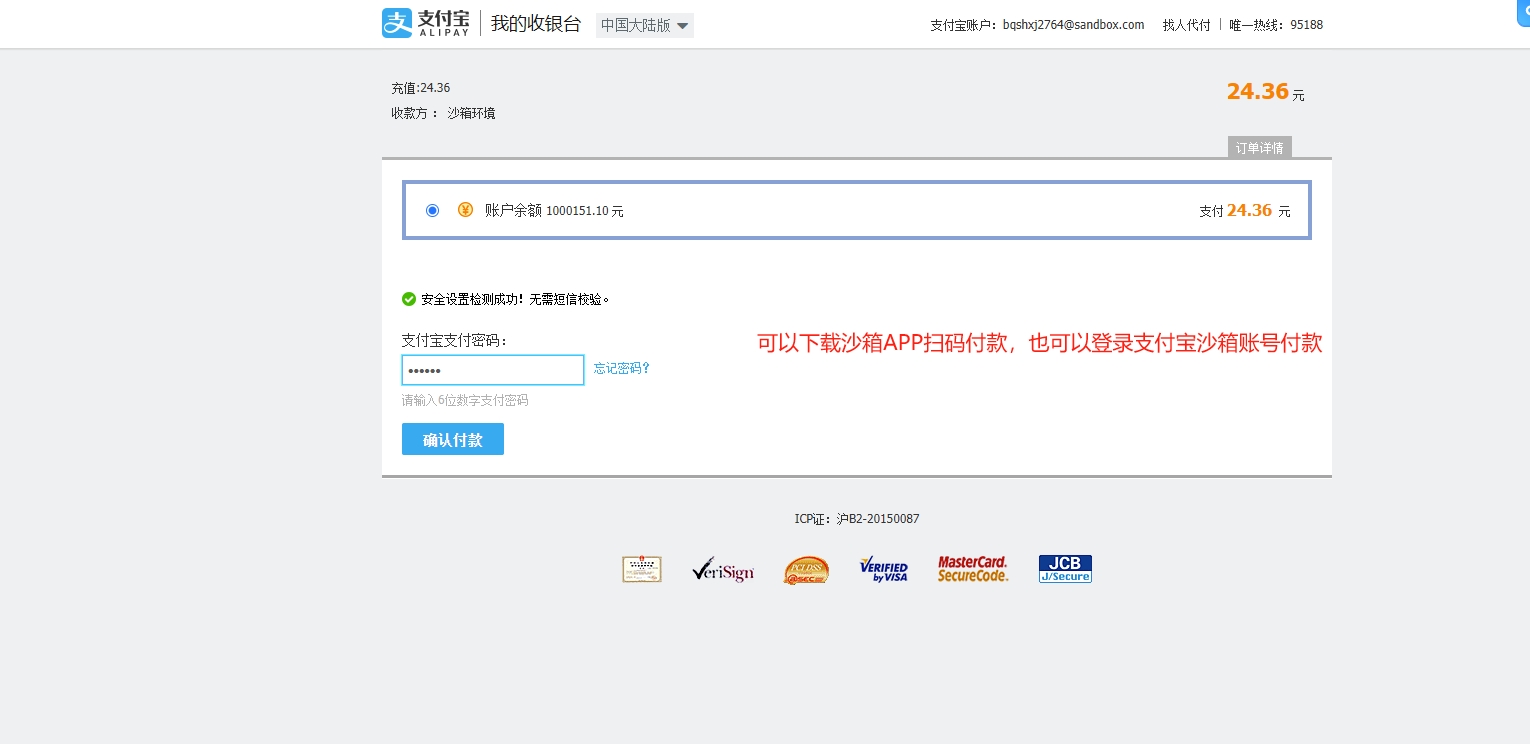 支付宝 ALIPAY 我的收银台 中国大陆版 支付宝账户：bqshxj2764@sandbox.com 找人代付 唯一热线：95188
充值:24.36 24.36 元
收款方 ： 沙箱环境
订单详情
账户余额 1000151.10 元 支付 24.36 元
安全设置检测成功！无需短信校验。
支付宝支付密码：
可以下载沙箱APP扫码付款，也可以登录支付宝沙箱账号付款
•••••• 忘记密码？
请输入6位数字支付密码
确认付款
ICP证：沪B2-20150087
VeriSign
PCI DSS
VERIFIED by VISA
MasterCard. SecureCode.
JCB J/Secure